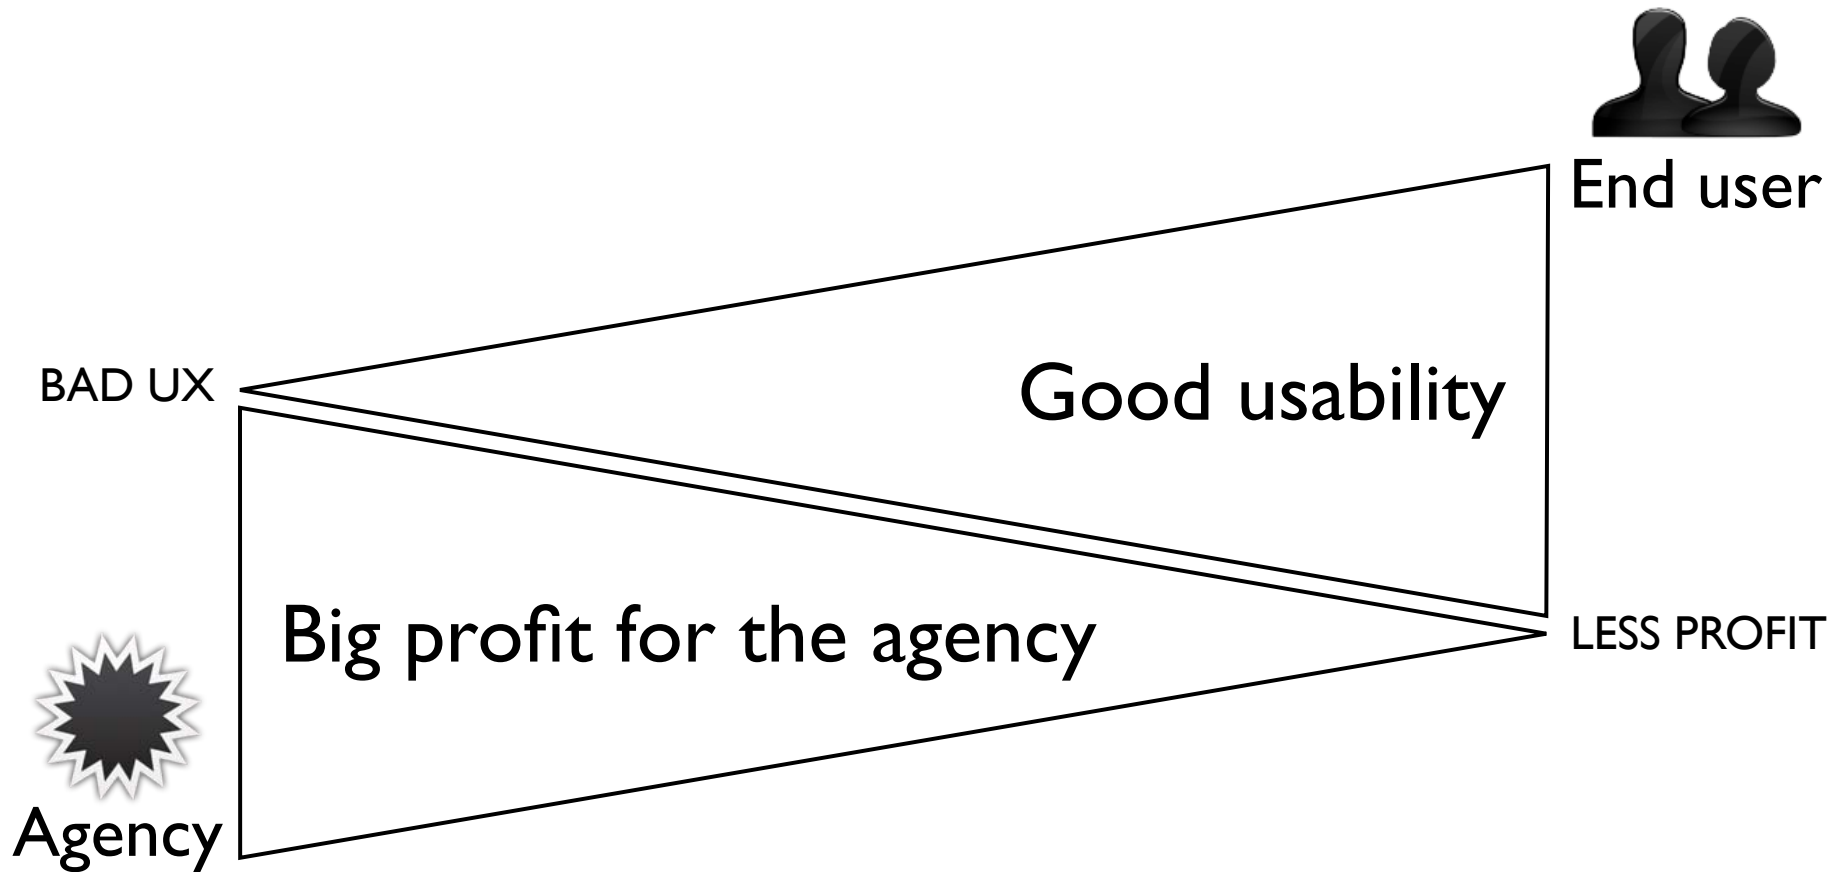 End user
BAD UX
Good usability
Big profit for the agency
LESS PROFIT
Agency